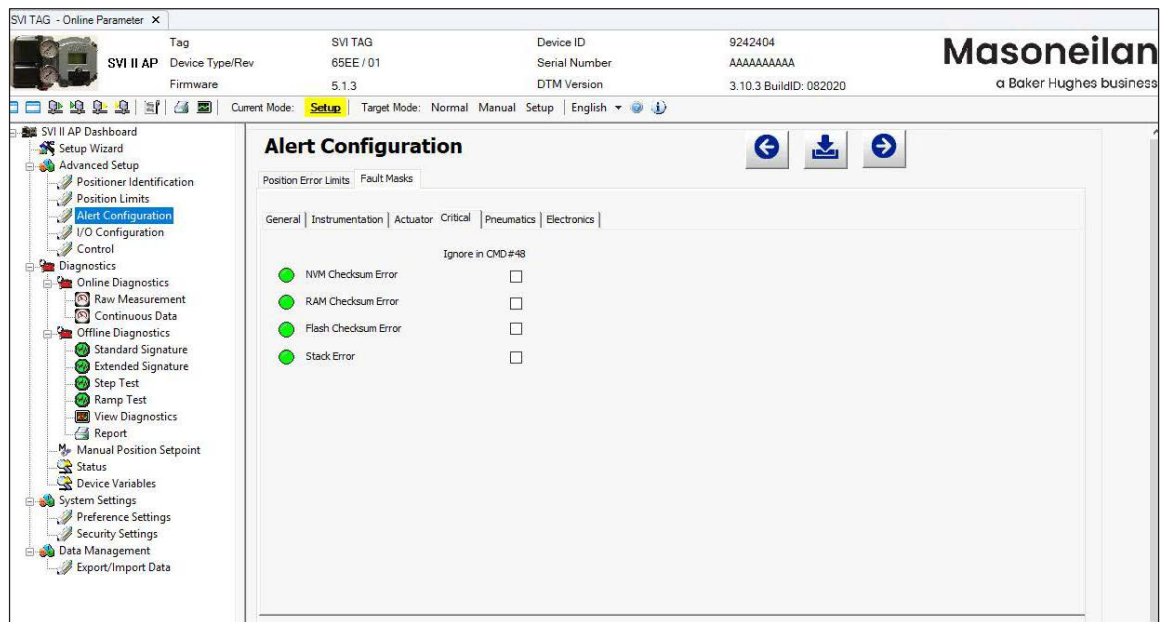 SVI TAG - Online Parameter X
SVI II AP
Tag SVI TAG Device ID 9242404
Device Type/Rev 65EE / 01 Serial Number AAAAAAAAAA
Firmware 5.1.3 DTM Version 3.10.3 BuildID: 082020
Masoneilan
a Baker Hughes business
Current Mode: Setup Target Mode: Normal Manual Setup English
SVI II AP Dashboard
Setup Wizard
Advanced Setup
Positioner Identification
Position Limits
Alert Configuration
I/O Configuration
Control
Diagnostics
Online Diagnostics
Raw Measurement
Continuous Data
Offline Diagnostics
Standard Signature
Extended Signature
Step Test
Ramp Test
View Diagnostics
Report
Manual Position Setpoint
Status
Device Variables
System Settings
Preference Settings
Security Settings
Data Management
Export/Import Data
Alert Configuration
Position Error Limits Fault Masks
General Instrumentation Actuator Critical Pneumatics Electronics
Ignore in CMD#48
NVM Checksum Error
RAM Checksum Error
Flash Checksum Error
Stack Error